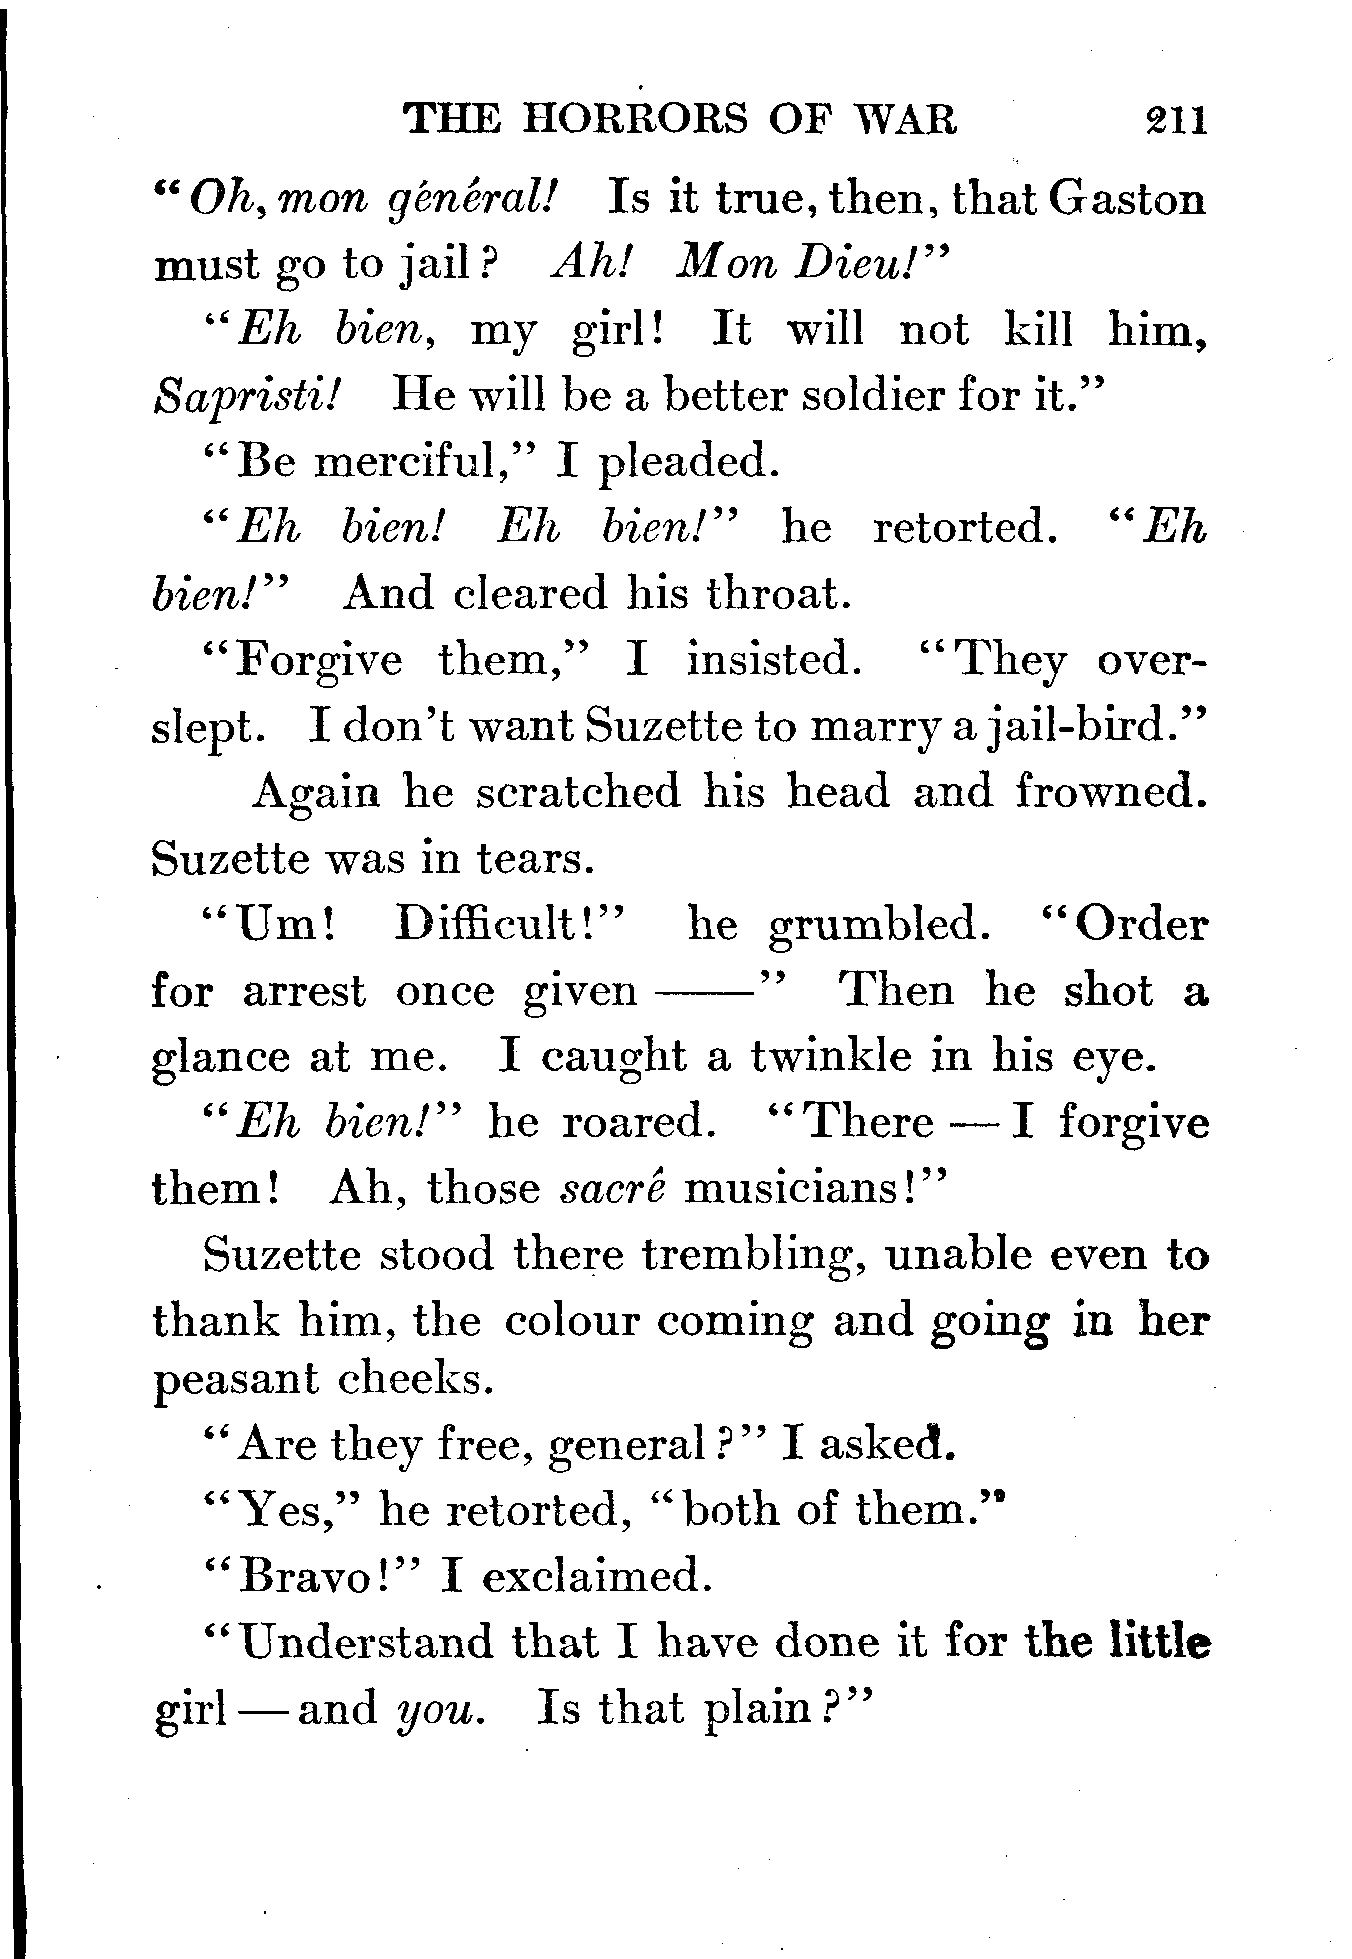 THE HORRORS OF WAR 211
“Oh, mon général! Is it true, then, that Gaston
must go to jail? Ah! Mon Dieu!”
“Eh bien, my girl! It will not kill him,
Sapristi! He will be a better soldier for it.”
“Be merciful,” I pleaded.
“Eh bien! Eh bien!” he retorted. “Eh
bien!” And cleared his throat.
“Forgive them,” I insisted. “They over-
slept. I don’t want Suzette to marry a jail-bird.”
Again he scratched his head and frowned.
Suzette was in tears.
“Um! Difficult!” he grumbled. “Order
for arrest once given ——” Then he shot a
glance at me. I caught a twinkle in his eye.
“Eh bien!” he roared. “There — I forgive
them! Ah, those sacré musicians!”
Suzette stood there trembling, unable even to
thank him, the colour coming and going in her
peasant cheeks.
“Are they free, general?” I asked.
“Yes,” he retorted, “both of them.”
“Bravo!” I exclaimed.
“Understand that I have done it for the little
girl — and you. Is that plain?”